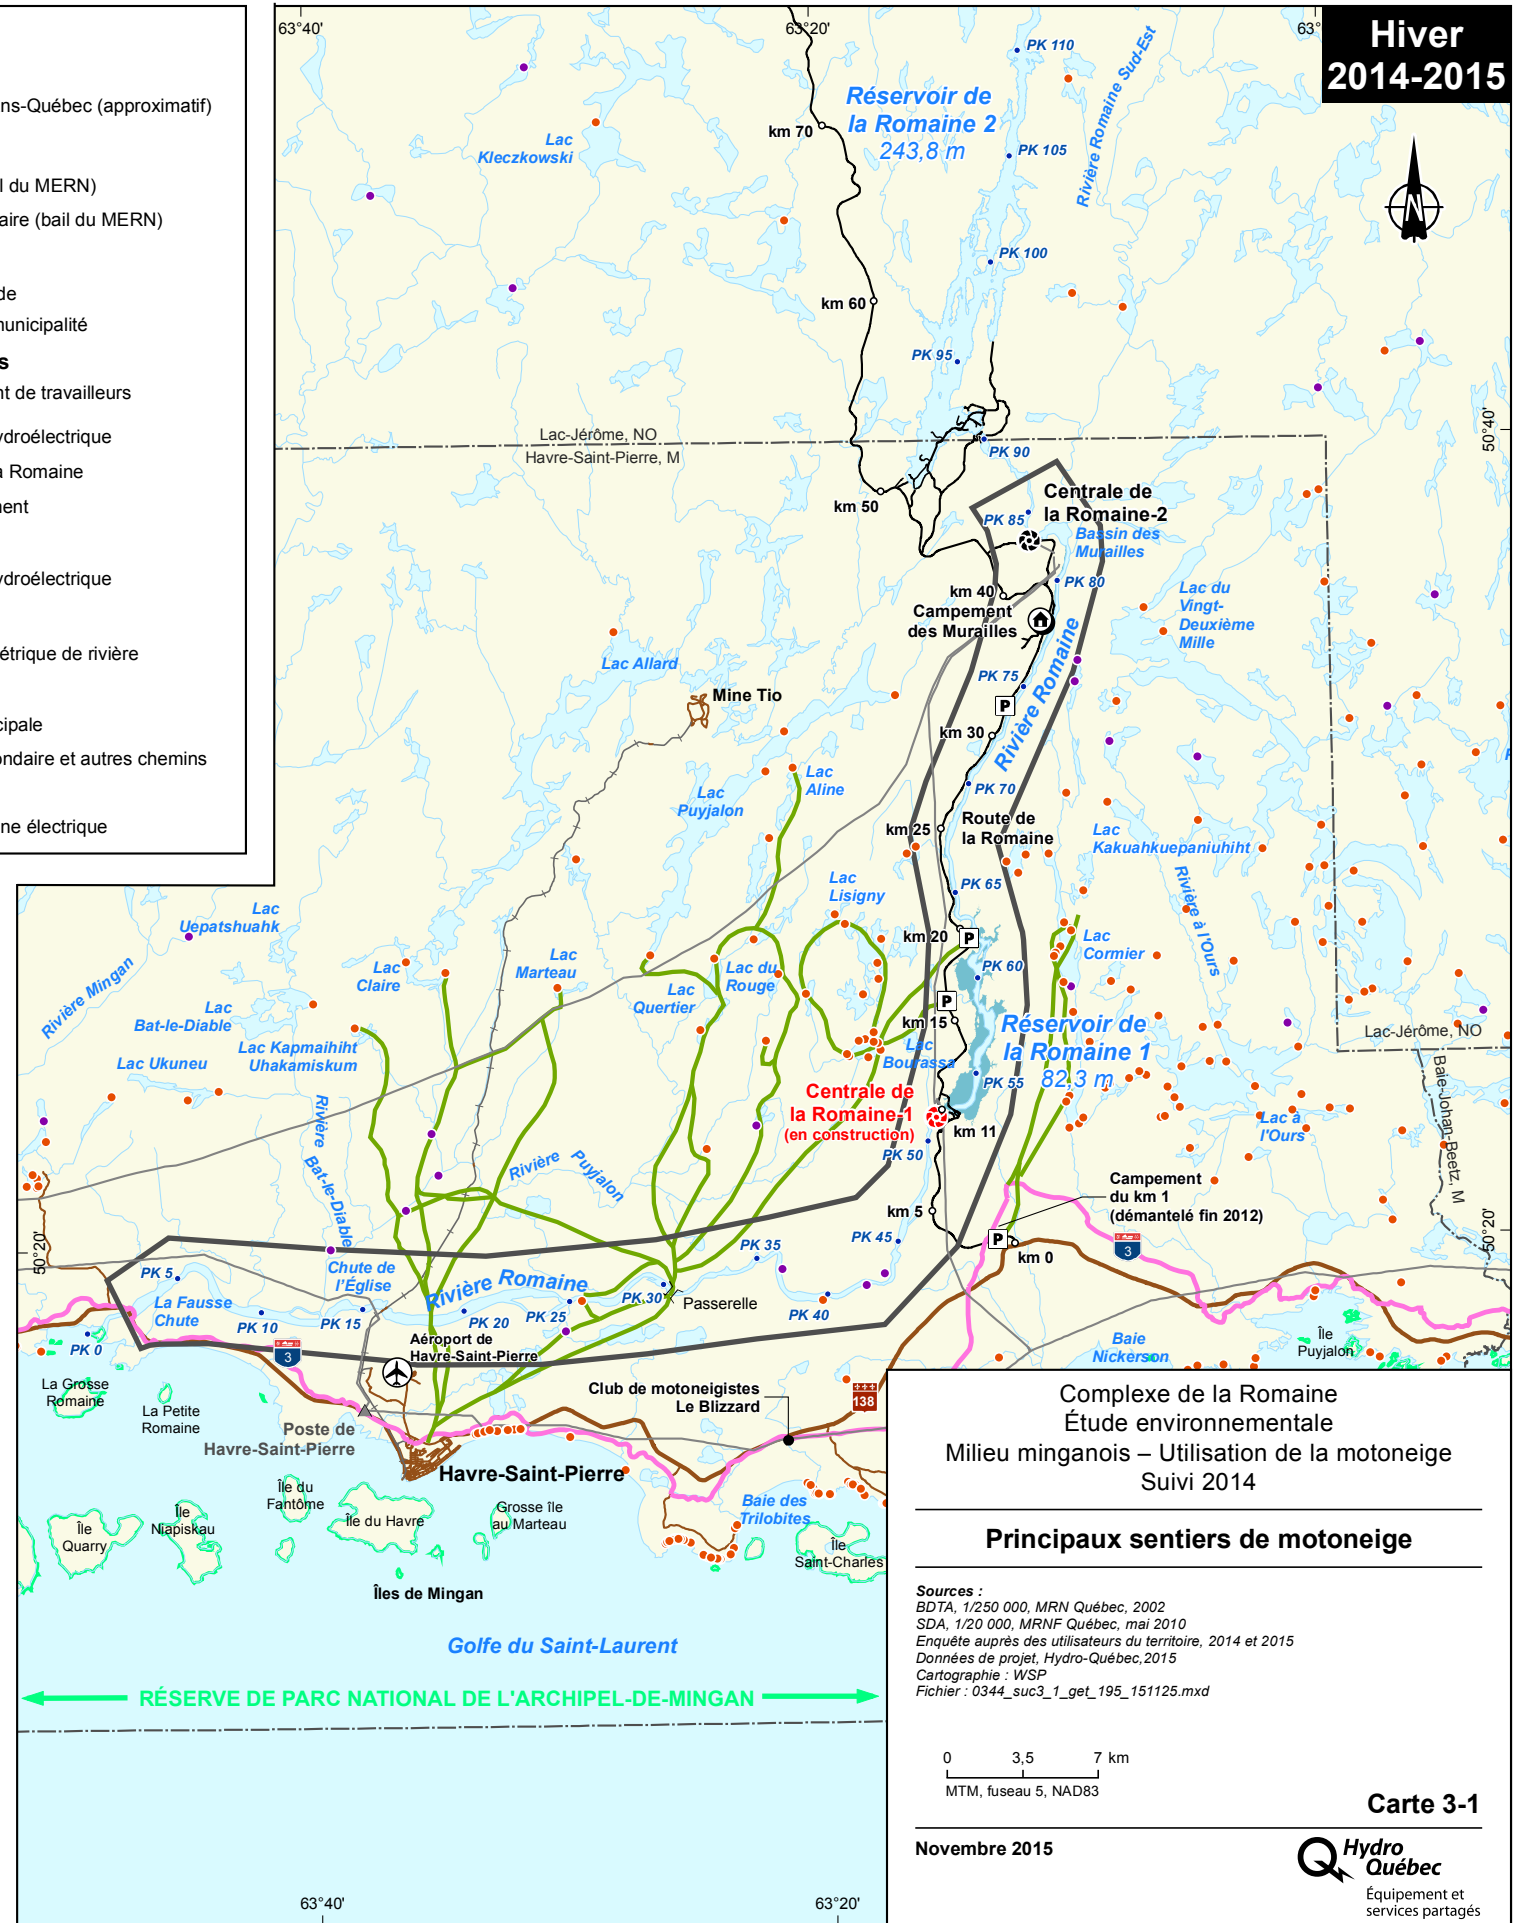 Hiver
2014-2015
ns-Québec (approximatif)
l du MERN)
aire (bail du MERN)
de
nunicipalité
s
nt de travailleurs
ydroélectrique
a Romaine
nent
ydroélectrique
étrique de rivière
cipale
ondaire et autres chemins
ne électrique
63°40'
63°20'
63°
PK 110
Rivière Romaine Sud-Est
Réservoir de
la Romaine 2
243,8 m
km 70
Lac
Kleczkowski
PK 105
PK 100
km 60
PK 95
50°40'
Lac-Jérôme, NO
Havre-Saint-Pierre, M
PK 90
km 50
Centrale de
la Romaine-2
PK 85
Bassin des
Murailles
PK 80
km 40
Campement
des Murailles
Lac du
Vingt-
Deuxième
Mille
Lac Allard
Mine Tio
PK 75
Rivière Romaine
km 30
Lac
Aline
Lac
Puyjalon
PK 70
km 25
Route de
la Romaine
Lac
Kakuahkuepaniuhiht
Rivière à l'Ours
Lac
Lisigny
PK 65
Lac
Uepatshuahk
km 20
Lac
Cormier
Rivière Mingan
Lac
Claire
Lac
Marteau
Lac du
Rouge
Lac
Quertier
PK 60
Lac
Bat-le-Diable
km 15
Réservoir de
la Romaine 1
82,3 m
Lac-Jérôme, NO
Baie-Johan-Beetz, M
Lac Ukuneu
Lac Kapmaihiht
Uhakamiskum
Lac
Bourassa
PK 55
Centrale de
la Romaine-1
(en construction)
km 11
Lac à
l'Ours
Rivière
Bat-le-Diable
Rivière
Puyjalon
PK 50
Campement
du km 1
(démantelé fin 2012)
km 5
50°20'
50°20'
PK 45
km 0
3
PK 35
PK 5
Chute de
l'Église
Rivière Romaine
La Fausse
Chute
PK 10
PK 15
PK 20
PK 25
PK 30
Passerelle
PK 40
PK 0
3
Aéroport de
Havre-Saint-Pierre
Baie
Nickerson
Île
Puyjalon
La Grosse
Romaine
La Petite
Romaine
Club de motoneigistes
Le Blizzard
138
Poste de
Havre-Saint-Pierre
Havre-Saint-Pierre
Île du
Fantôme
Île
Niapiskau
Île
Quarry
Île du Havre
Grosse île
au Marteau
Baie des
Trilobites
Île
Saint-Charles
Îles de Mingan
Golfe du Saint-Laurent
RÉSERVE DE PARC NATIONAL DE L'ARCHIPEL-DE-MINGAN
63°40'
63°20'
P
P
P
P
N
Complexe de la Romaine
Étude environnementale
Milieu minganois – Utilisation de la motoneige
Suivi 2014
Principaux sentiers de motoneige
Sources :
BDTA, 1/250 000, MRN Québec, 2002
SDA, 1/20 000, MRNF Québec, mai 2010
Enquête auprès des utilisateurs du territoire, 2014 et 2015
Données de projet, Hydro-Québec,2015
Cartographie : WSP
Fichier : 0344_suc3_1_get_195_151125.mxd
0 3,5 7 km
MTM, fuseau 5, NAD83
Carte 3-1
Novembre 2015
Hydro
Québec
Équipement et
services partagés